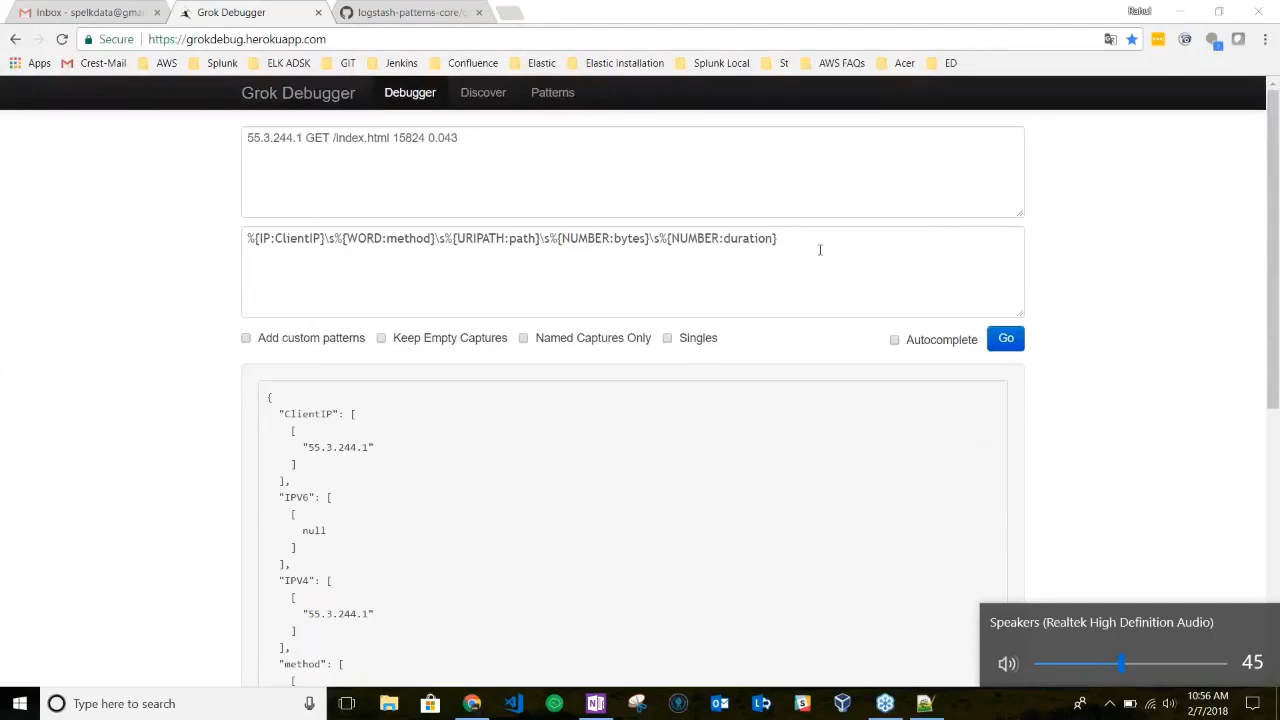 Inbox - spelkdata@gma
Grok Debugger
logstash-patterns-core/g
Rahul
Secure
https://grokdebug.herokuapp.com
Apps
Crest-Mail
AWS
Splunk
ELK ADSK
GIT
Jenkins
Confluence
Elastic
Elastic Installation
Splunk Local
ST
AWS FAQs
Acer
ED
Grok Debugger
Debugger
Discover
Patterns
55.3.244.1 GET /index.html 15824 0.043
%{IP:ClientIP}\s%{WORD:method}\s%{URIPATH:path}\s%{NUMBER:bytes}\s%{NUMBER:duration}
Add custom patterns
Keep Empty Captures
Named Captures Only
Singles
Autocomplete
Go
{
"ClientIP": [
[
"55.3.244.1"
]
],
"IPV6": [
[
null
]
],
"IPV4": [
[
"55.3.244.1"
]
],
"method": [
[
Speakers (Realtek High Definition Audio)
45
Type here to search
10:56 AM
2/7/2018